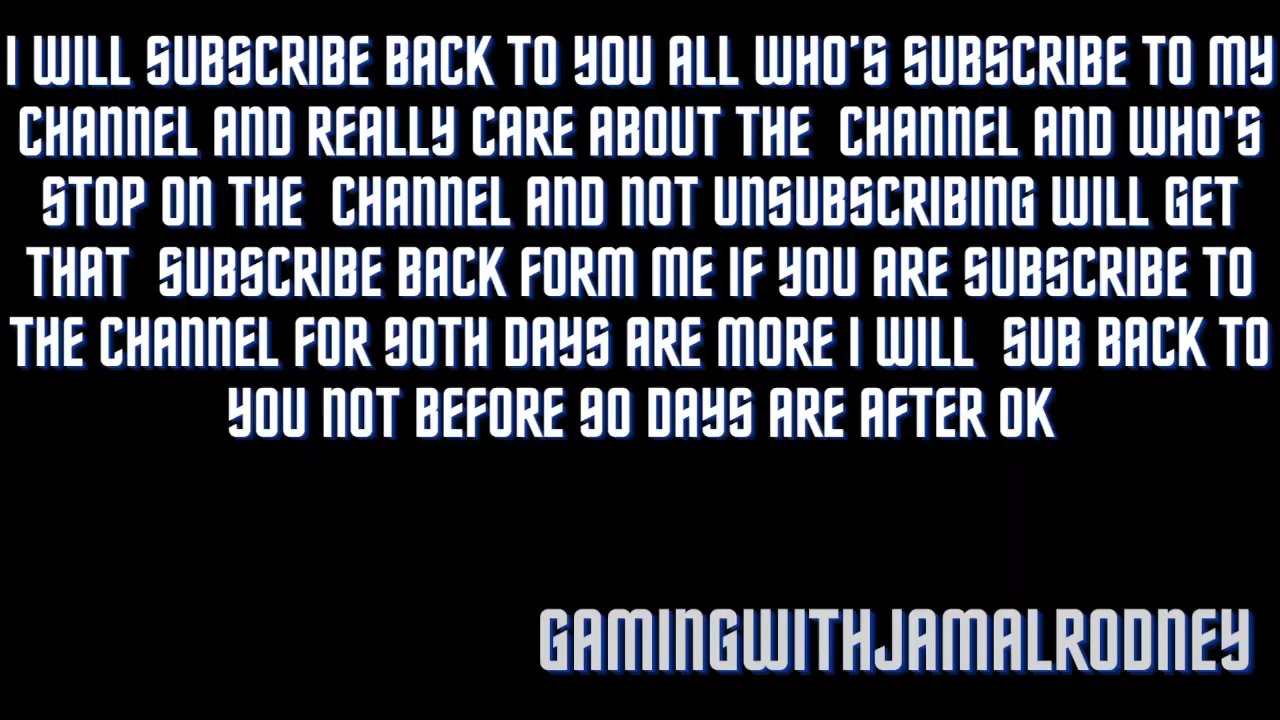 I WILL SUBSCRIBE BACK TO YOU ALL WHO'S SUBSCRIBE TO MY
CHANNEL AND REALLY CARE ABOUT THE CHANNEL AND WHO'S
STOP ON THE CHANNEL AND NOT UNSUBSCRIBING WILL GET
THAT SUBSCRIBE BACK FORM ME IF YOU ARE SUBSCRIBE TO
THE CHANNEL FOR 90TH DAYS ARE MORE I WILL SUB BACK TO
YOU NOT BEFORE 90 DAYS ARE AFTER OK
GAMINGWITHJAMALRODNEY